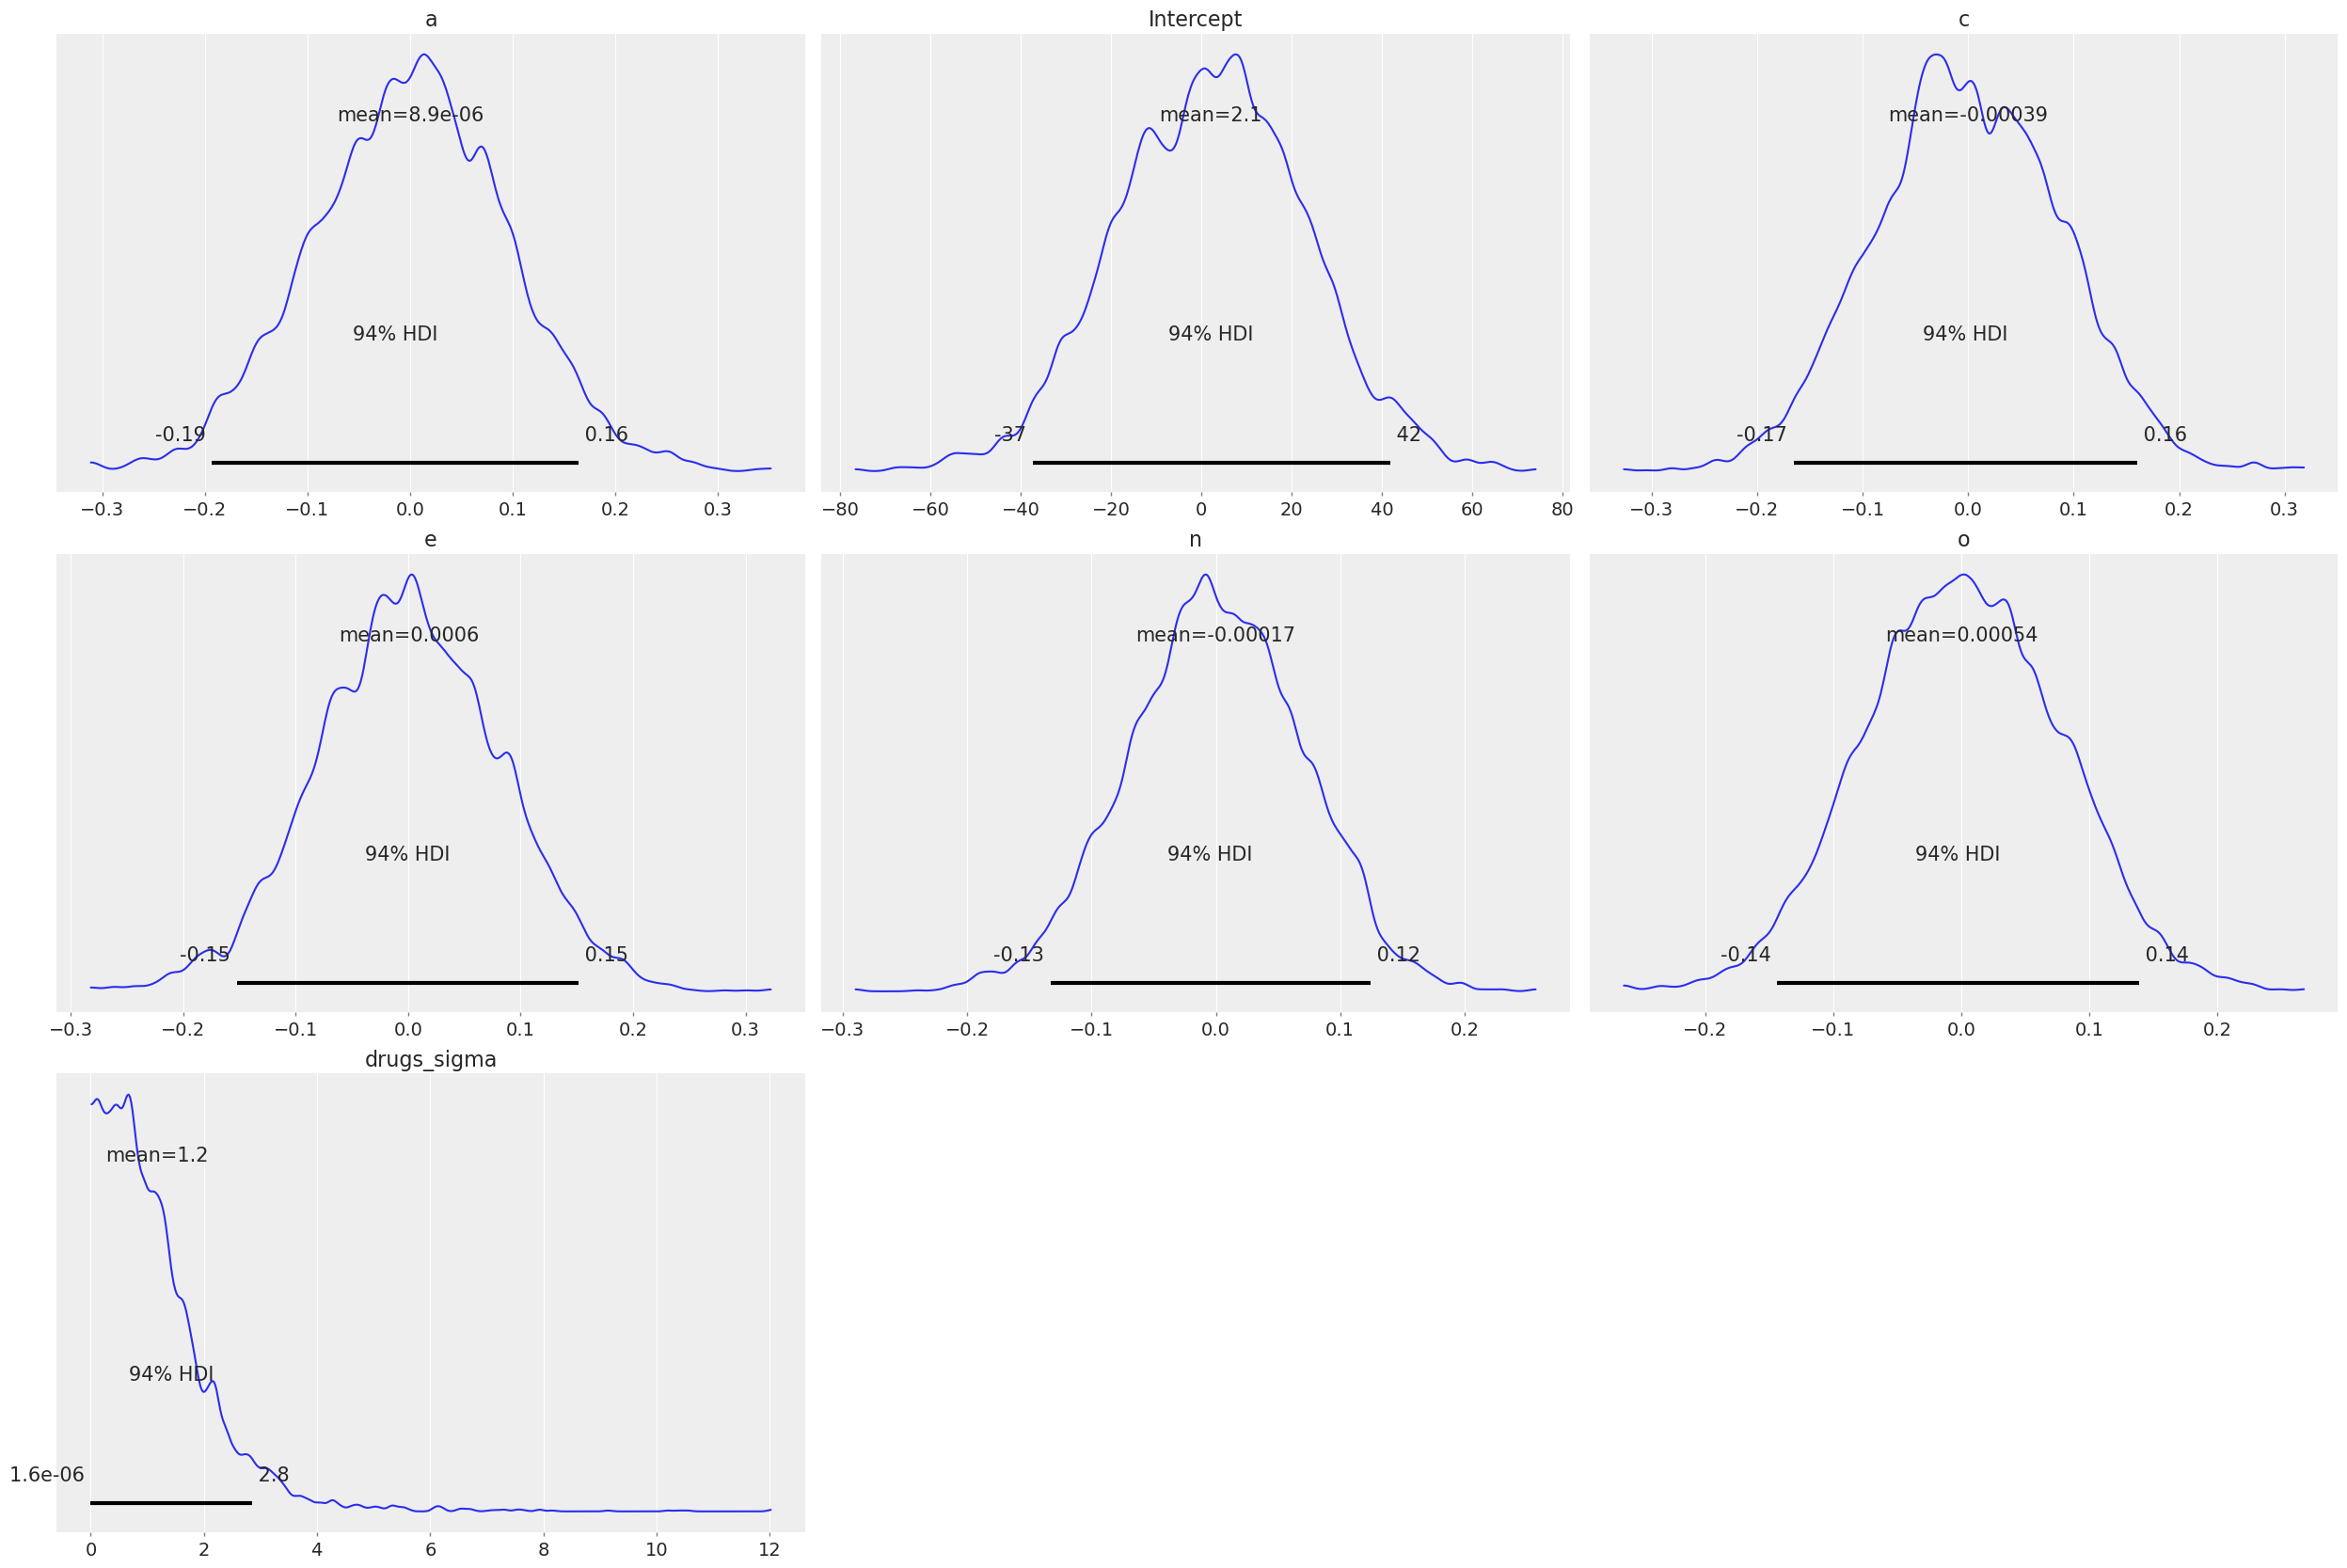 a
mean=8.9e-06
94% HDI
-0.19 0.16
−0.3 −0.2 −0.1 0.0 0.1 0.2 0.3
Intercept
mean=2.1
94% HDI
-37 42
−80 −60 −40 −20 0 20 40 60 80
c
mean=-0.00039
94% HDI
-0.17 0.16
−0.3 −0.2 −0.1 0.0 0.1 0.2 0.3
e
mean=0.0006
94% HDI
-0.15 0.15
−0.3 −0.2 −0.1 0.0 0.1 0.2 0.3
n
mean=-0.00017
94% HDI
-0.13 0.12
−0.3 −0.2 −0.1 0.0 0.1 0.2
o
mean=0.00054
94% HDI
-0.14 0.14
−0.2 −0.1 0.0 0.1 0.2
drugs_sigma
mean=1.2
94% HDI
1.6e-06 2.8
0 2 4 6 8 10 12